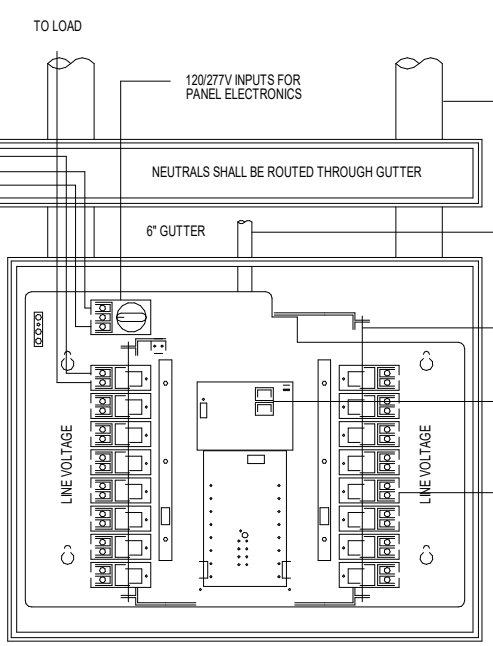 TO LOAD
120/277V INPUTS FOR
PANEL ELECTRONICS
NEUTRALS SHALL BE ROUTED THROUGH GUTTER
6" GUTTER
LINE VOLTAGE
LINE VOLTAGE